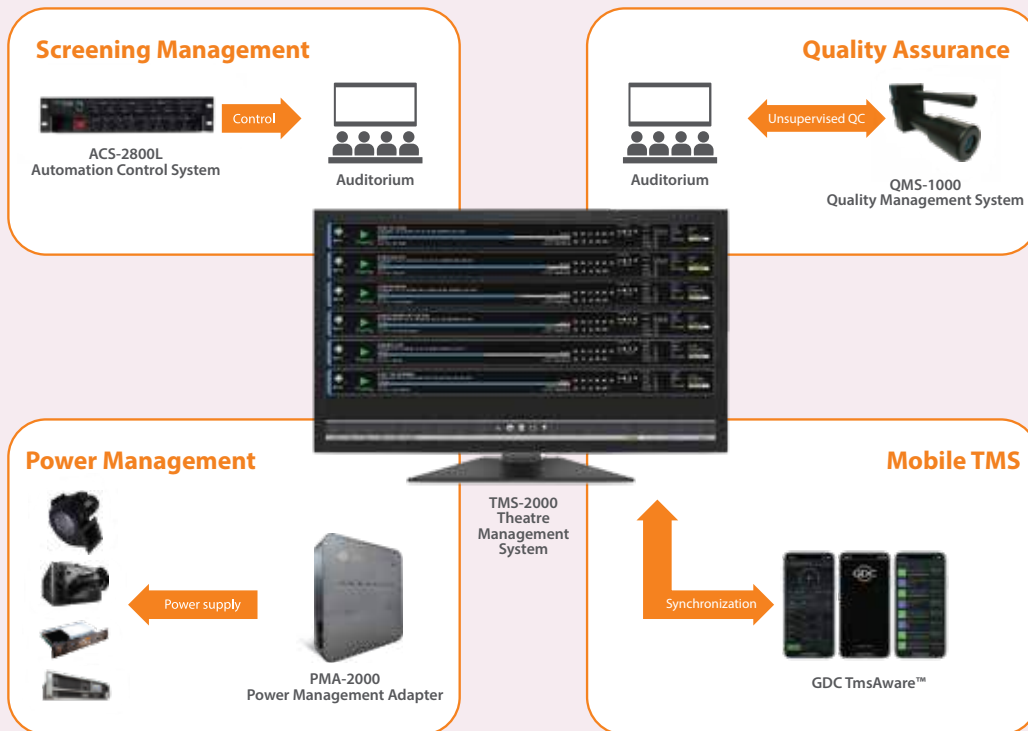 Screening Management
Control
ACS-2800L
Automation Control System
Auditorium
Quality Assurance
Unsupervised QC
Auditorium
QMS-1000
Quality Management System
Power Management
Power supply
PMA-2000
Power Management Adapter
TMS-2000
Theatre
Management
System
Mobile TMS
Synchronization
GDC
GDC TmsAware™